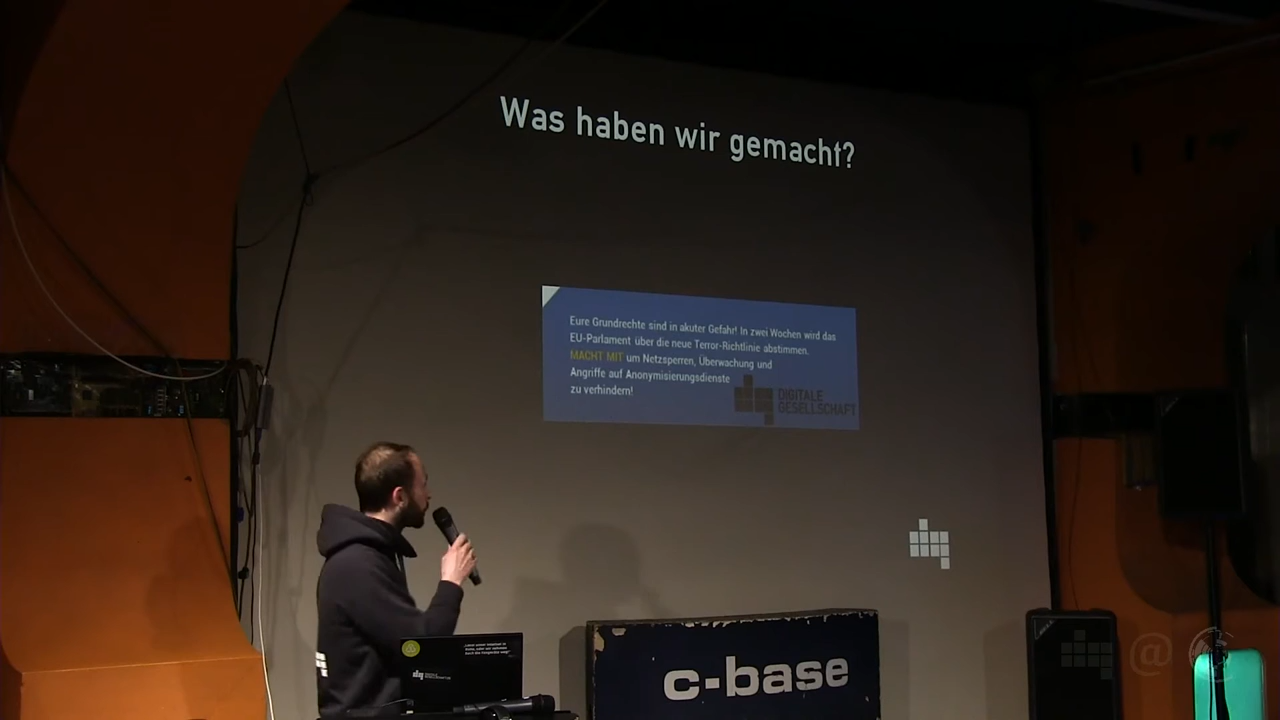 Was haben wir gemacht?
Eure Grundrechte sind in akuter Gefahr! In zwei Wochen wird das
EU-Parlament über die neue Terror-Richtlinie abstimmen.
MACHT MIT um Netzsperren, Überwachung und
Angriffe auf Anonymisierungsdienste
zu verhindern!
DIGITALE
GESELLSCHAFT
c-base
@